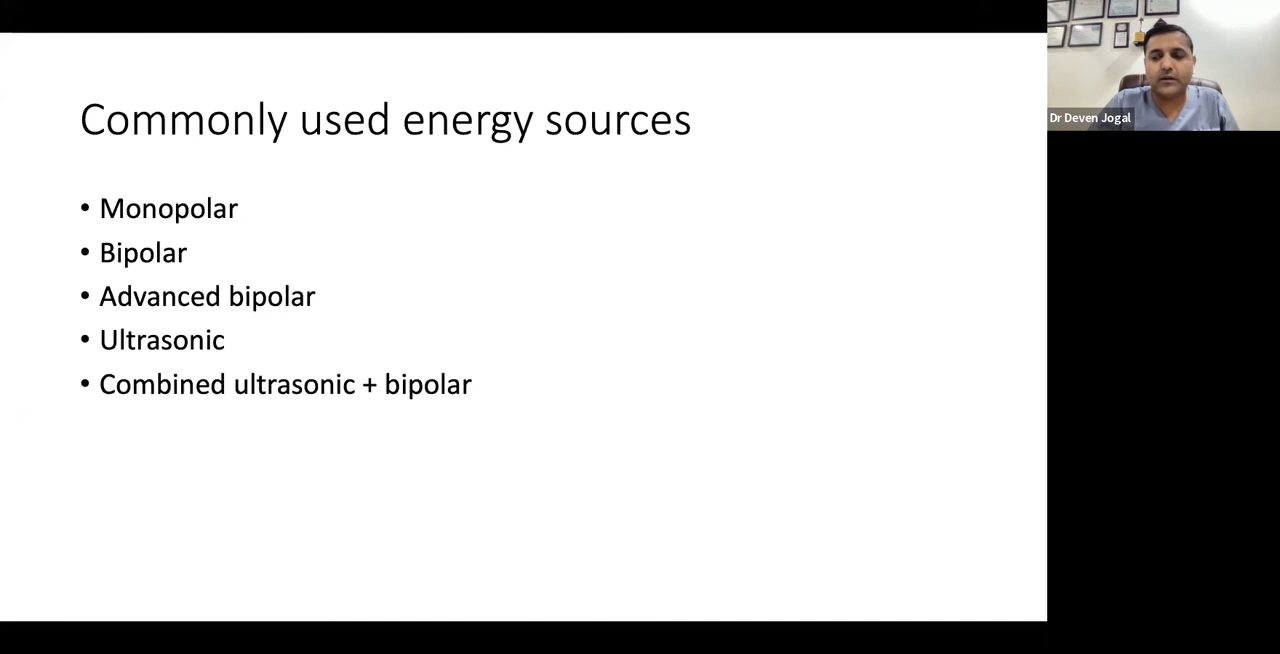 Commonly used energy sources
• Monopolar
• Bipolar
• Advanced bipolar
• Ultrasonic
• Combined ultrasonic + bipolar
Dr Deven Jogal